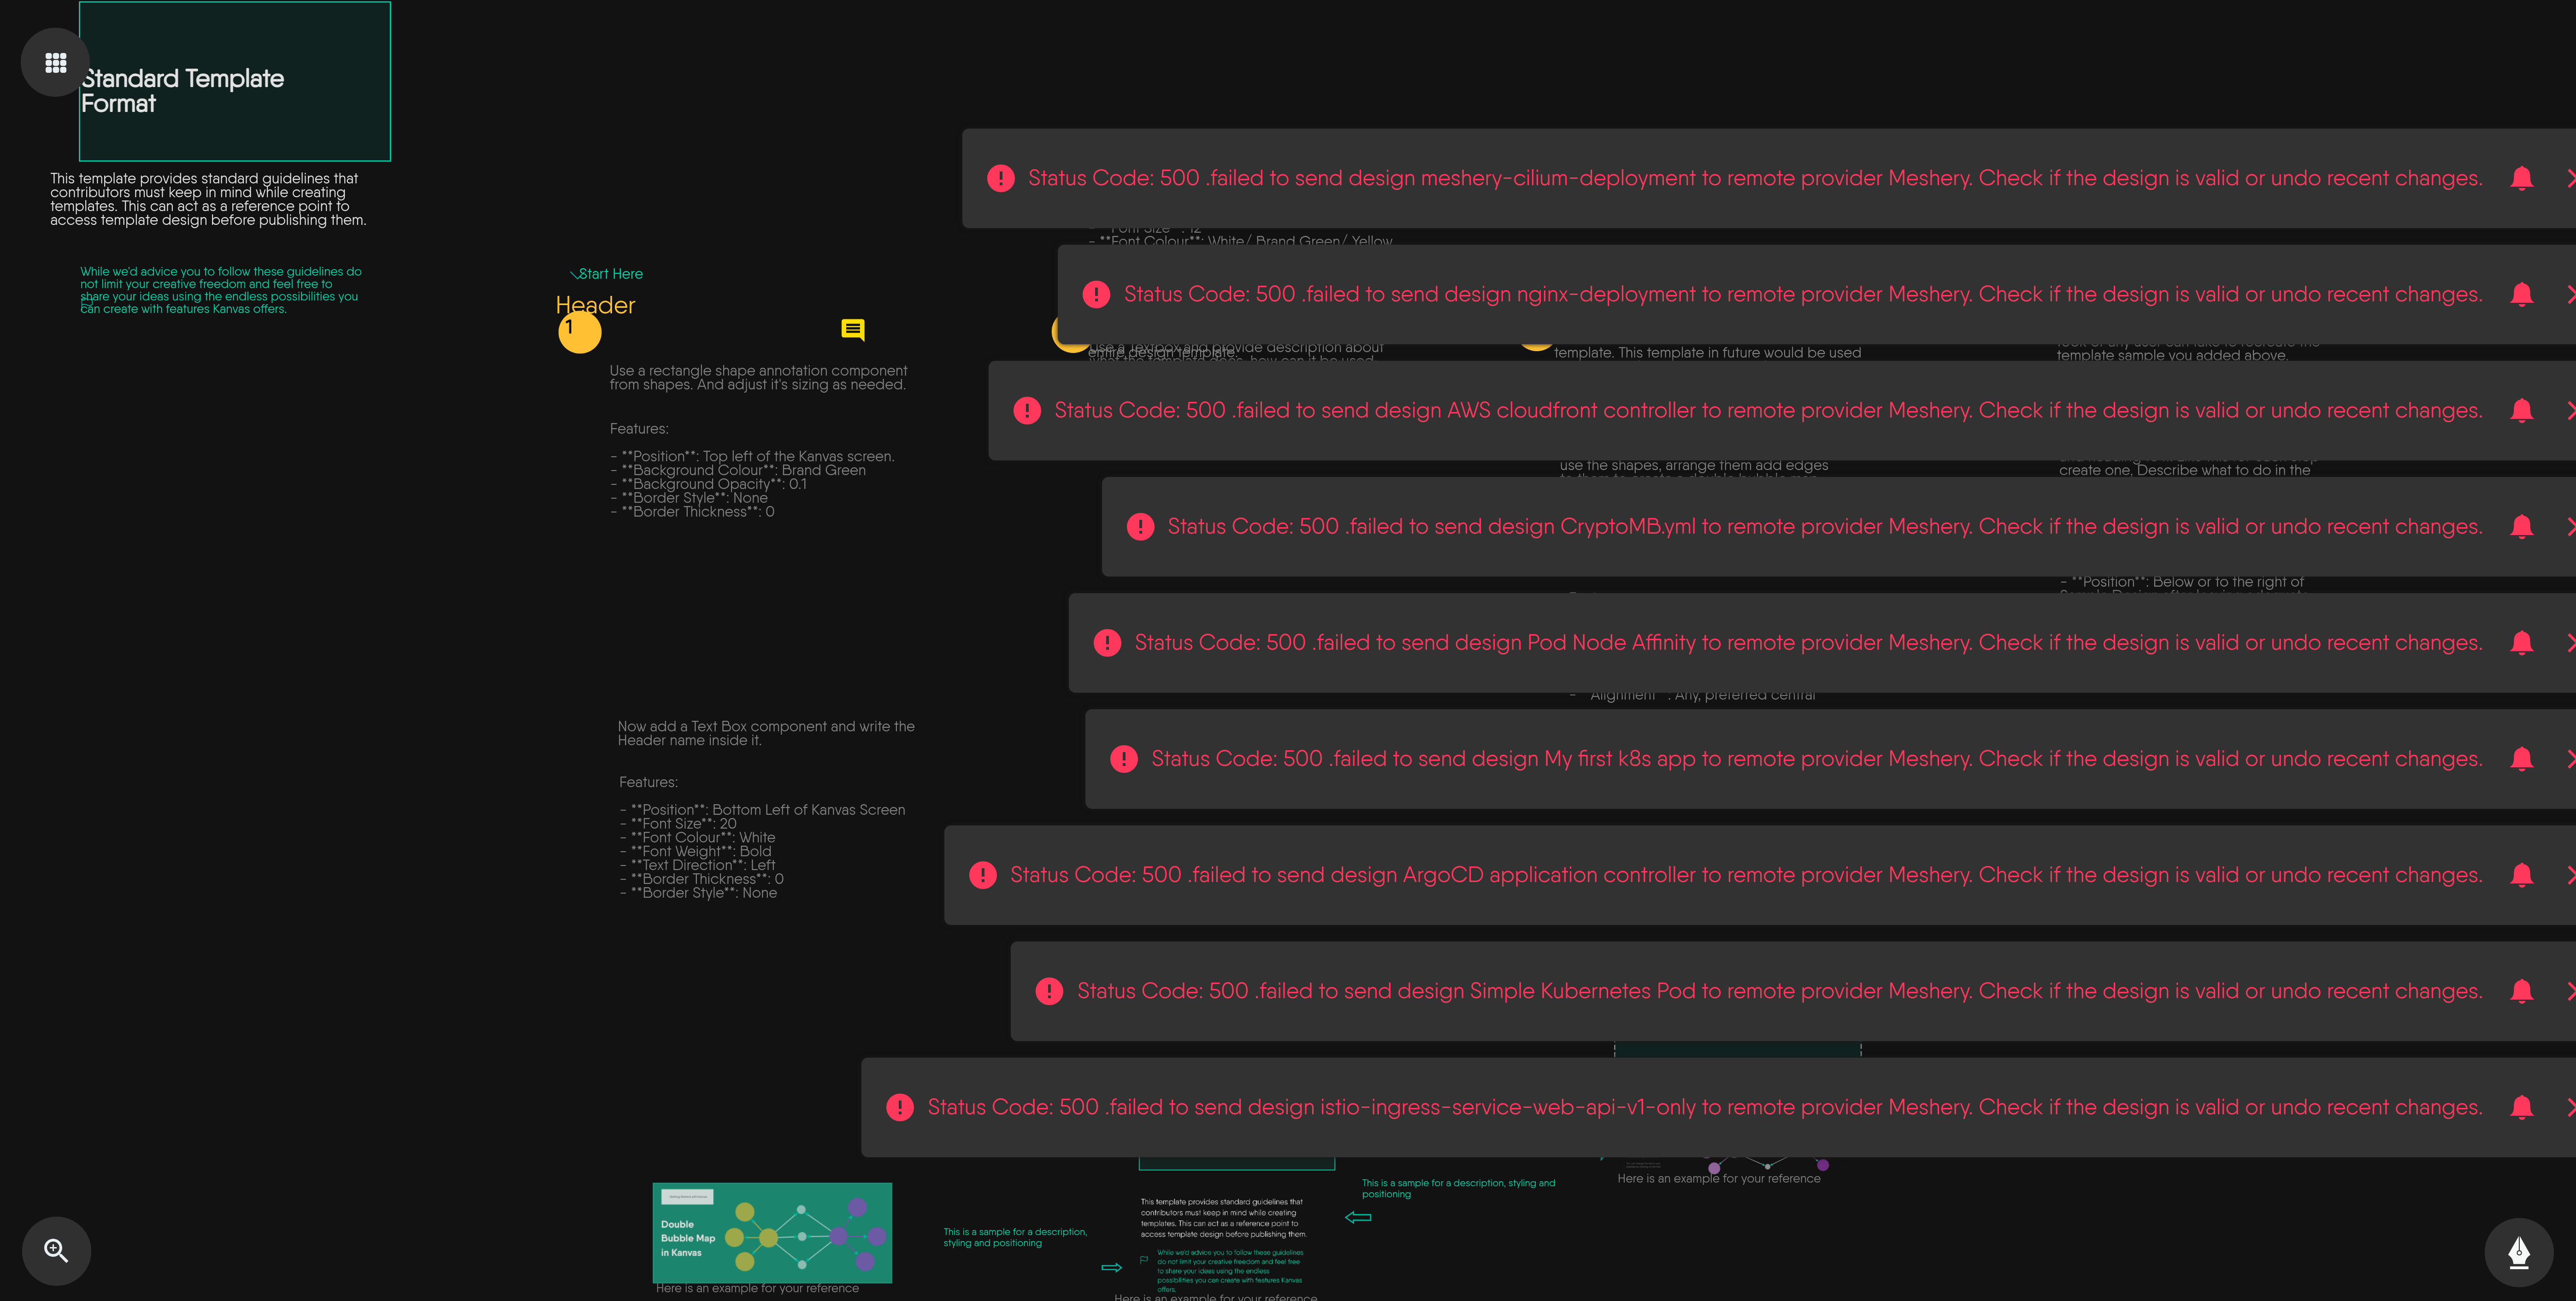 Standard Template
Format
This template provides standard guidelines that
contributors must keep in mind while creating
templates. This can act as a reference point to
access template design before publishing them.
While we'd advice you to follow these guidelines do
not limit your creative freedom and feel free to
share your ideas using the endless possibilities you
can create with features Kanvas offers.
Start Here
Header
1
Use a rectangle shape annotation component
from shapes. And adjust it's sizing as needed.
Features:
- **Position**: Top left of the Kanvas screen.
- **Background Colour**: Brand Green
- **Background Opacity**: 0.1
- **Border Style**: None
- **Border Thickness**: 0
Now add a Text Box component and write the
Header name inside it.
Features:
- **Position**: Bottom Left of Kanvas Screen
- **Font Size**: 20
- **Font Colour**: White
- **Font Weight**: Bold
- **Text Direction**: Left
- **Border Thickness**: 0
- **Border Style**: None
Status Code: 500 .failed to send design meshery-cilium-deployment to remote provider Meshery. Check if the design is valid or undo recent changes.
- **Font Colour**: White/ Brand Green/ Yellow
Status Code: 500 .failed to send design nginx-deployment to remote provider Meshery. Check if the design is valid or undo recent changes.
Use a Textbox and provide description about
entire design template.
template. This template in future would be used
template sample you added above.
Status Code: 500 .failed to send design AWS cloudfront controller to remote provider Meshery. Check if the design is valid or undo recent changes.
use the shapes, arrange them add edges
create one, Describe what to do in the
Status Code: 500 .failed to send design CryptoMB.yml to remote provider Meshery. Check if the design is valid or undo recent changes.
- **Position**: Below or to the right of
Status Code: 500 .failed to send design Pod Node Affinity to remote provider Meshery. Check if the design is valid or undo recent changes.
- **Alignment**: Any, preferred central
Status Code: 500 .failed to send design My first k8s app to remote provider Meshery. Check if the design is valid or undo recent changes.
Status Code: 500 .failed to send design ArgoCD application controller to remote provider Meshery. Check if the design is valid or undo recent changes.
Status Code: 500 .failed to send design Simple Kubernetes Pod to remote provider Meshery. Check if the design is valid or undo recent changes.
Status Code: 500 .failed to send design istio-ingress-service-web-api-v1-only to remote provider Meshery. Check if the design is valid or undo recent changes.
Double
Bubble Map
in Kanvas
Here is an example for your reference
This is a sample for a description,
styling and positioning
This template provides standard guidelines that
contributors must keep in mind while creating
templates. This can act as a reference point to
access template design before publishing them.
While we'd advice you to follow these guidelines
do not limit your creative freedom and feel free
to share your ideas using the endless
possibilities you can create with features Kanvas
offers.
Here is an example for your reference
This is a sample for a description, styling and
positioning
Here is an example for your reference